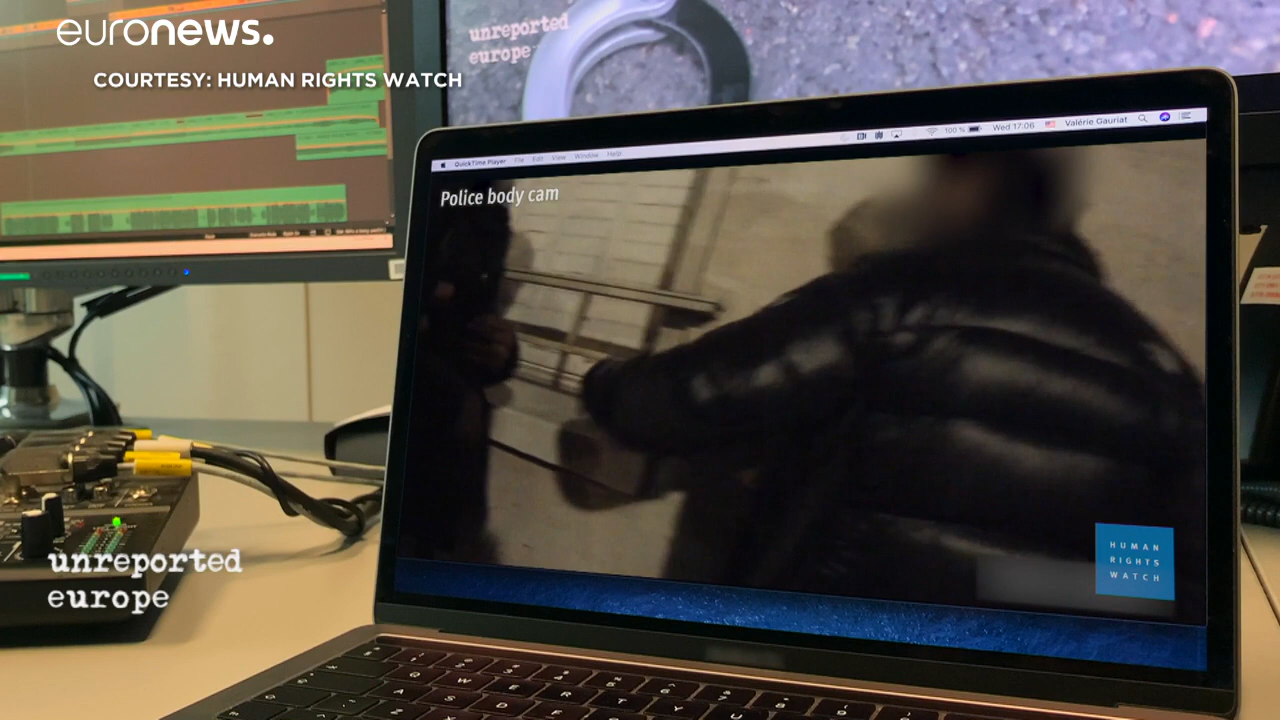 euronews.
COURTESY: HUMAN RIGHTS WATCH
unreported
europe
QuickTime Player File Edit View Window Help
100 % Wed 17:06 Valérie Gauriat
Police body cam
HUMAN
RIGHTS
WATCH
unreported
europe
Q W E R T Y U
A S D F